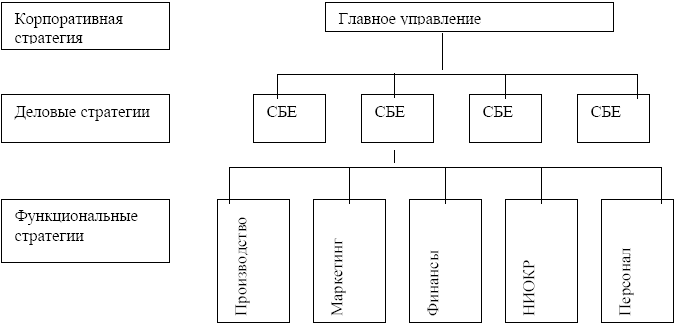 Корпоративная
стратегия
Главное управление
Деловые стратегии
СБЕ
СБЕ
СБЕ
СБЕ
Функциональные
стратегии
Производство
Маркетинг
Финансы
НИОКР
Персонал